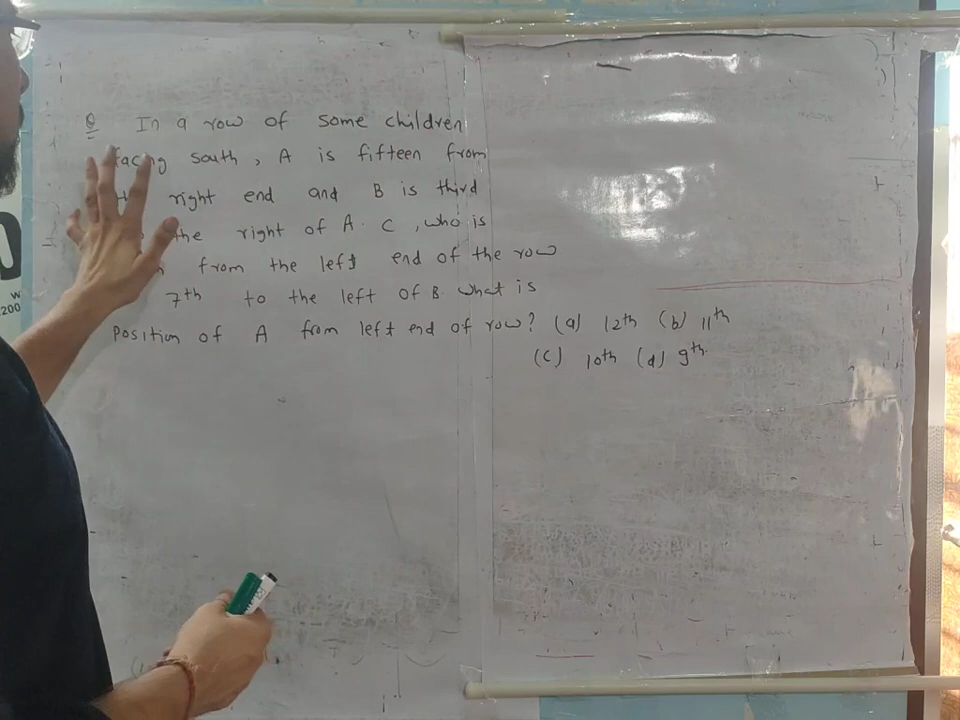 Q In a row of some children
facing south, A is fifteen from
right end and B is third
the right of A. C, who is
from the left end of the row
7th to the left of B. what is
Position of A from left end of row? (a) 12th (b) 11th
(c) 10th (d) 9th.
W
200